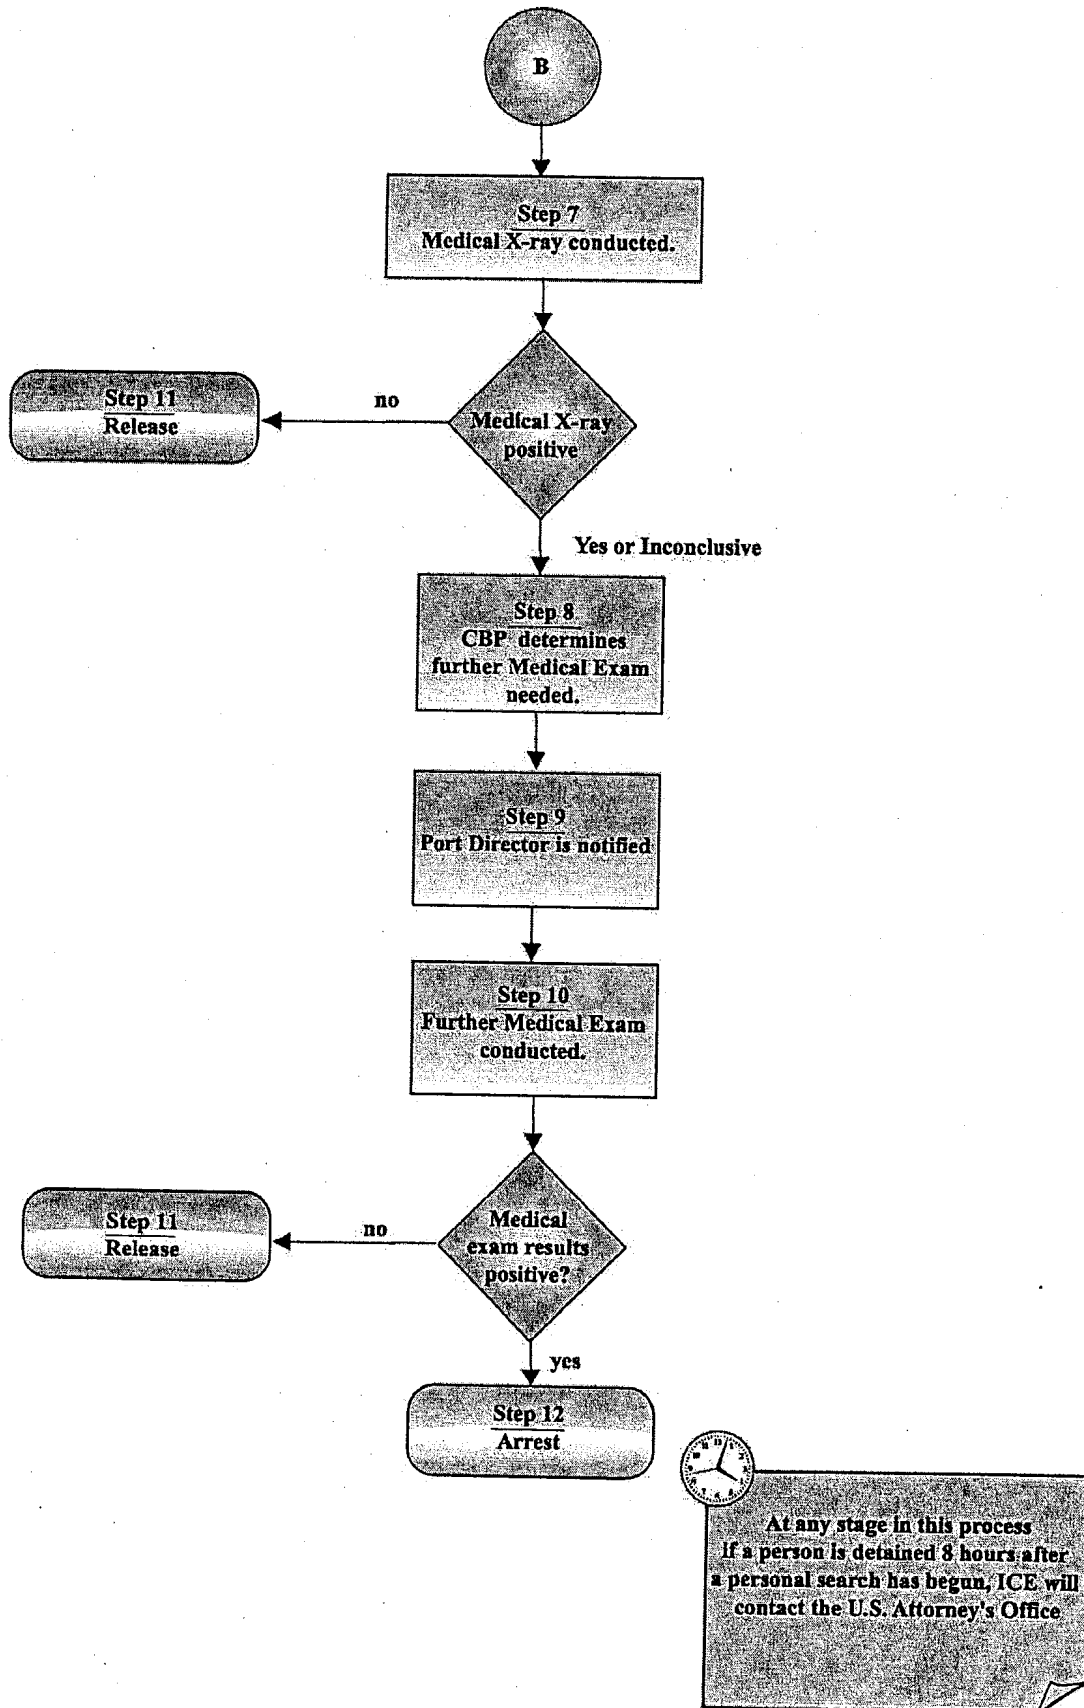 B
Step 7
Medical X-ray conducted.
Step 11
Release
no
Medical X-ray
positive
Yes or Inconclusive
Step 8
CBP determines
further Medical Exam
needed.
Step 9
Port Director is notified
Step 10
Further Medical Exam
conducted.
Step 11
Release
no
Medical
exam results
positive?
yes
Step 12
Arrest
At any stage in this process
if a person is detained 8 hours after
a personal search has begun, ICE will
contact the U.S. Attorney's Office